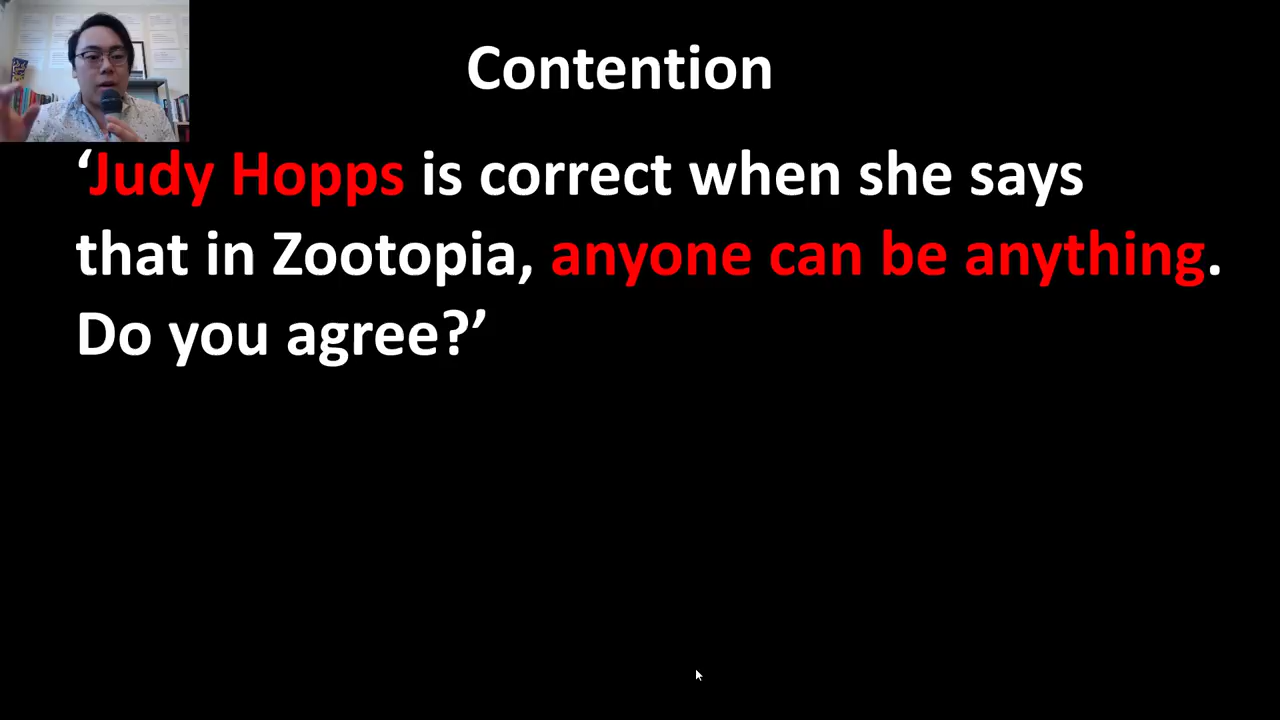 Contention
‘Judy Hopps is correct when she says
that in Zootopia, anyone can be anything.
Do you agree?’